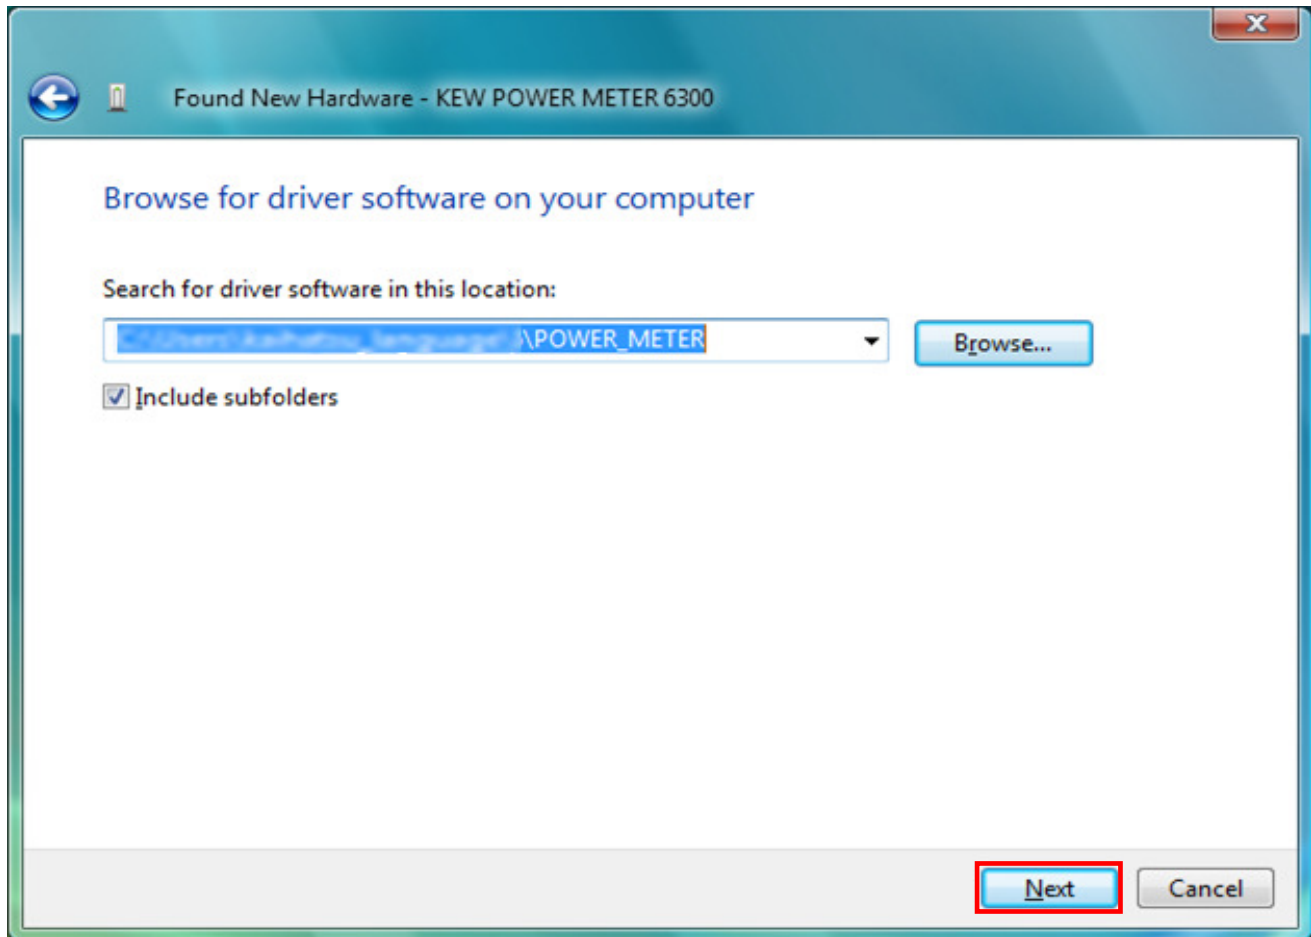 Found New Hardware - KEW POWER METER 6300
Browse for driver software on your computer
Search for driver software in this location:
\POWER_METER
Browse...
Include subfolders
Next
Cancel